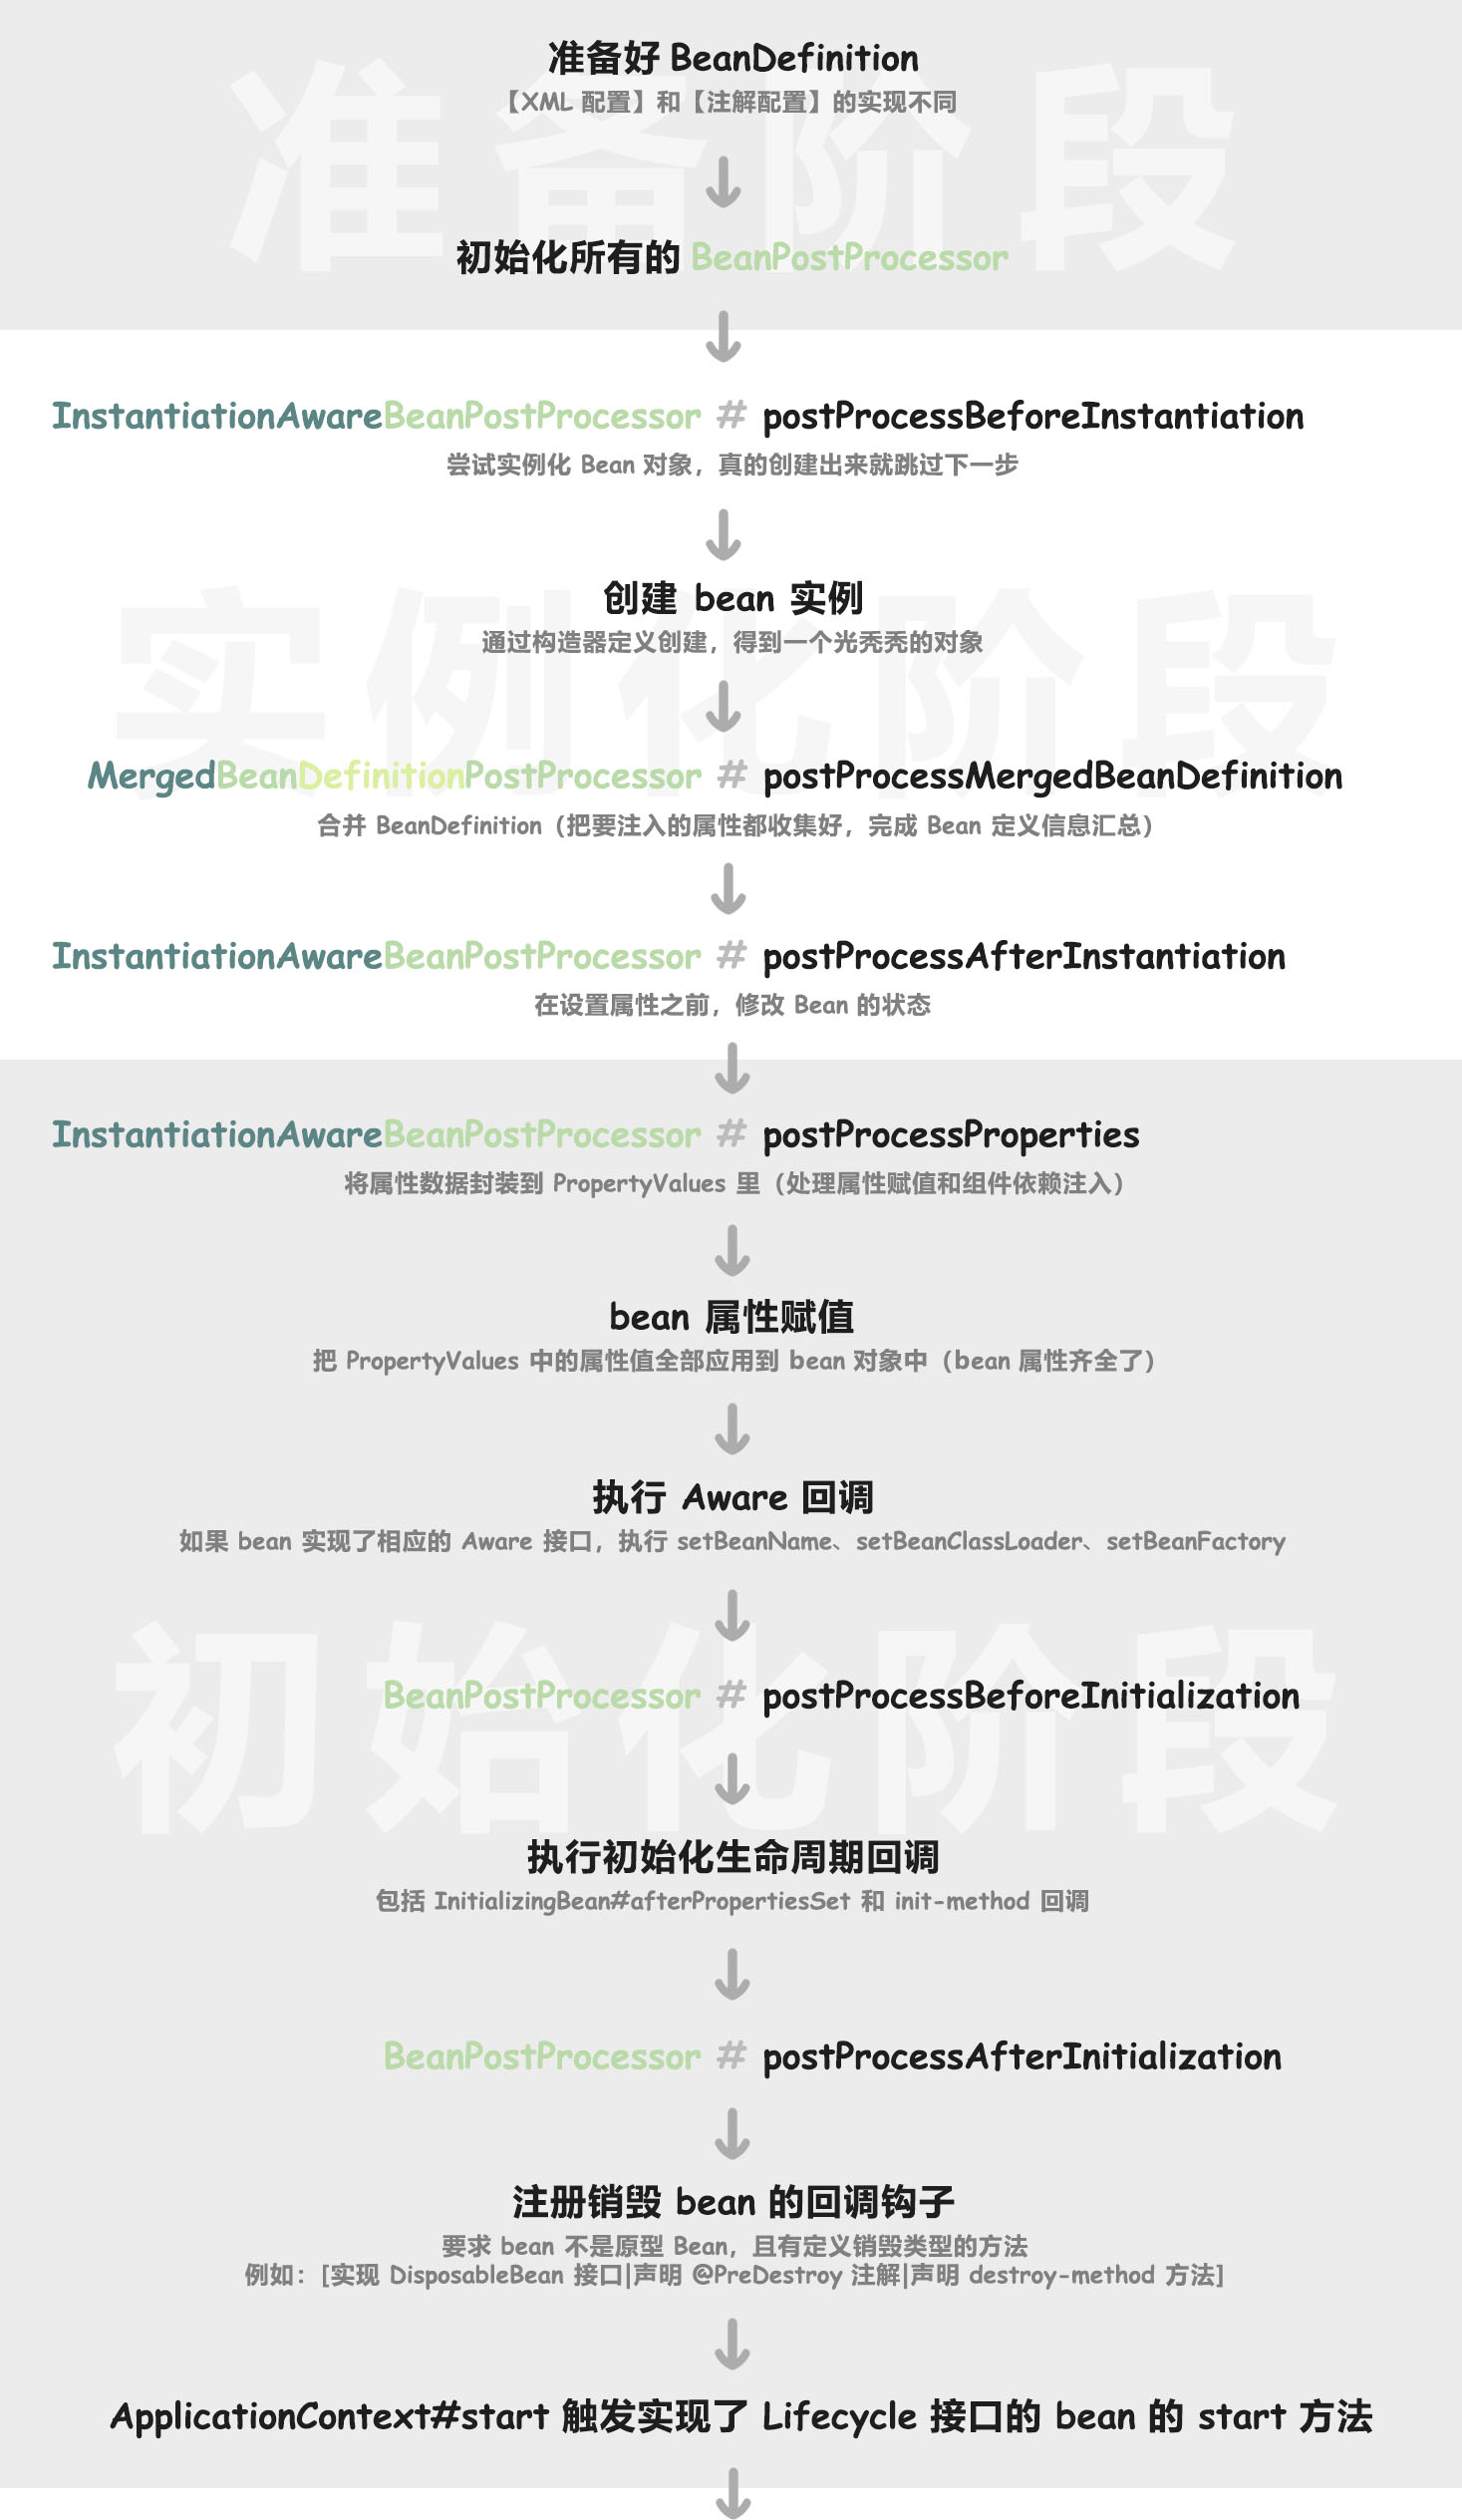 准备阶段
准备好 BeanDefinition
【XML 配置】和【注解配置】的实现不同
初始化所有的 BeanPostProcessor
InstantiationAwareBeanPostProcessor # postProcessBeforeInstantiation
尝试实例化 Bean 对象，真的创建出来就跳过下一步
实例化阶段
创建 bean 实例
通过构造器定义创建，得到一个光秃秃的对象
MergedBeanDefinitionPostProcessor # postProcessMergedBeanDefinition
合并 BeanDefinition（把要注入的属性都收集好，完成 Bean 定义信息汇总）
InstantiationAwareBeanPostProcessor # postProcessAfterInstantiation
在设置属性之前，修改 Bean 的状态
InstantiationAwareBeanPostProcessor # postProcessProperties
将属性数据封装到 PropertyValues 里（处理属性赋值和组件依赖注入）
bean 属性赋值
把 PropertyValues 中的属性值全部应用到 bean 对象中（bean 属性齐全了）
执行 Aware 回调
如果 bean 实现了相应的 Aware 接口，执行 setBeanName、setBeanClassLoader、setBeanFactory
初始化阶段
BeanPostProcessor # postProcessBeforeInitialization
执行初始化生命周期回调
包括 InitializingBean#afterPropertiesSet 和 init-method 回调
BeanPostProcessor # postProcessAfterInitialization
注册销毁 bean 的回调钩子
要求 bean 不是原型 Bean，且有定义销毁类型的方法
例如：[实现 DisposableBean 接口|声明 @PreDestroy 注解|声明 destroy-method 方法]
ApplicationContext#start 触发实现了 Lifecycle 接口的 bean 的 start 方法